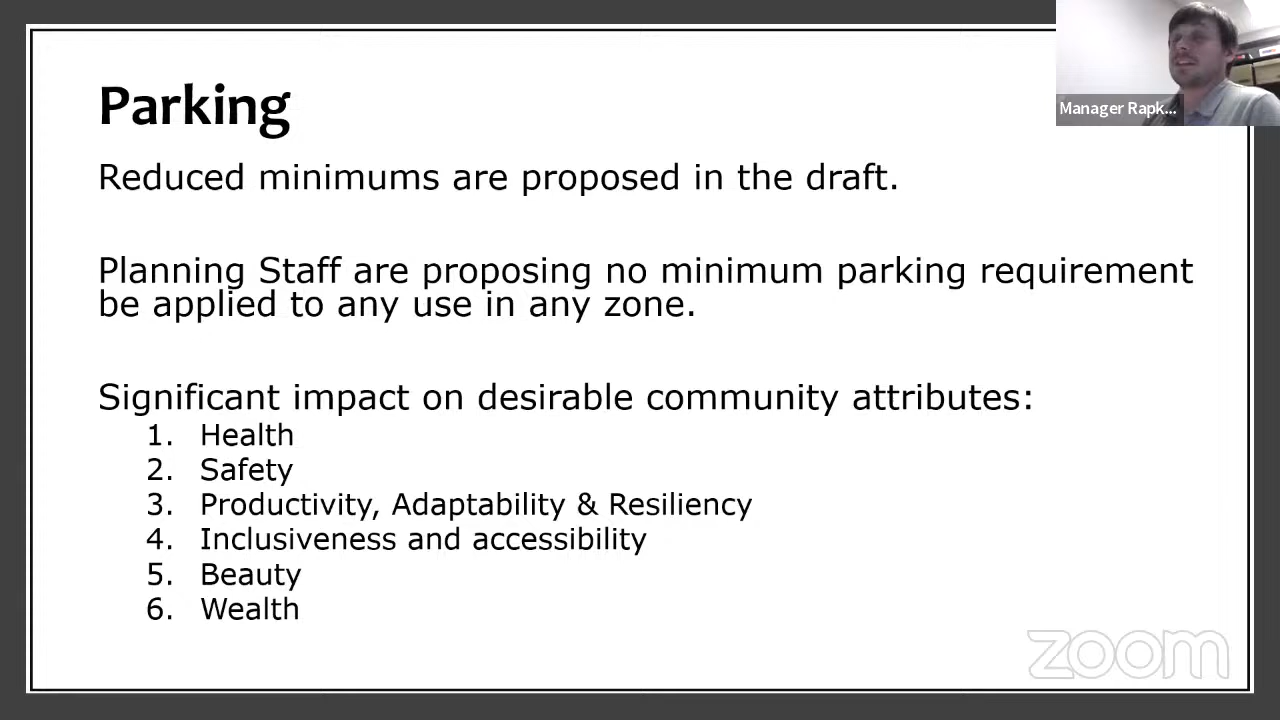 Parking
Manager Rapk...
Reduced minimums are proposed in the draft.
Planning Staff are proposing no minimum parking requirement
be applied to any use in any zone.
Significant impact on desirable community attributes:
1. Health
2. Safety
3. Productivity, Adaptability & Resiliency
4. Inclusiveness and accessibility
5. Beauty
6. Wealth
zoom